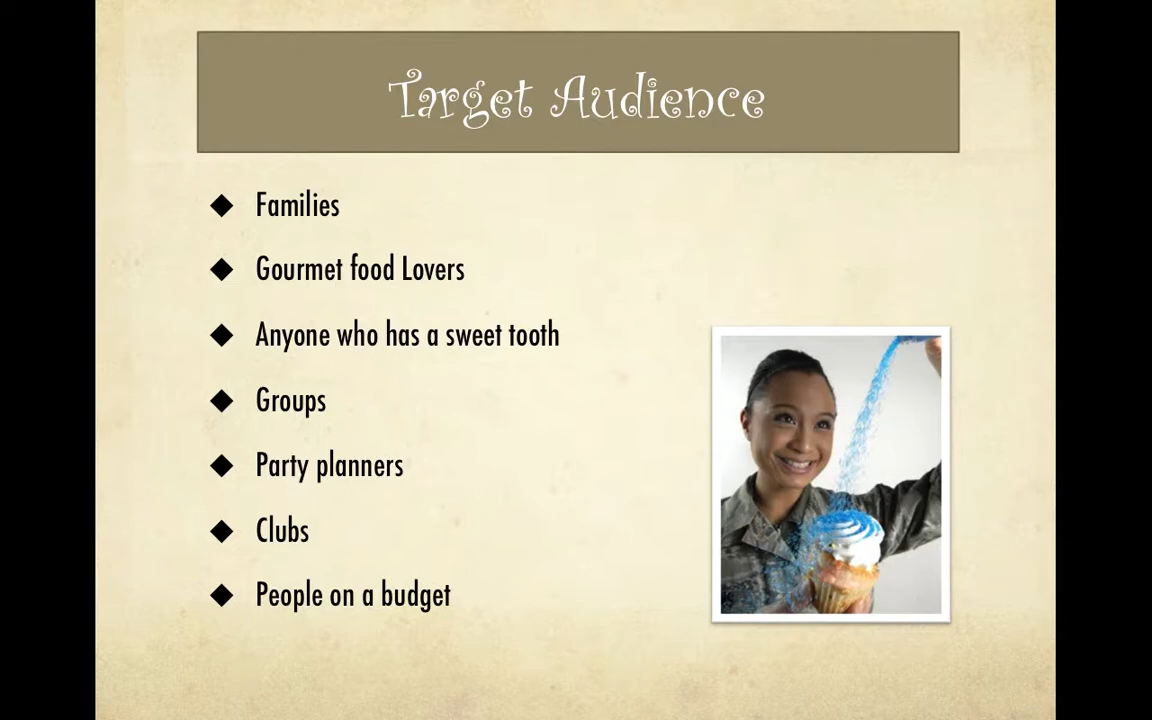 Target Audience
Families
Gourmet food Lovers
Anyone who has a sweet tooth
Groups
Party planners
Clubs
People on a budget